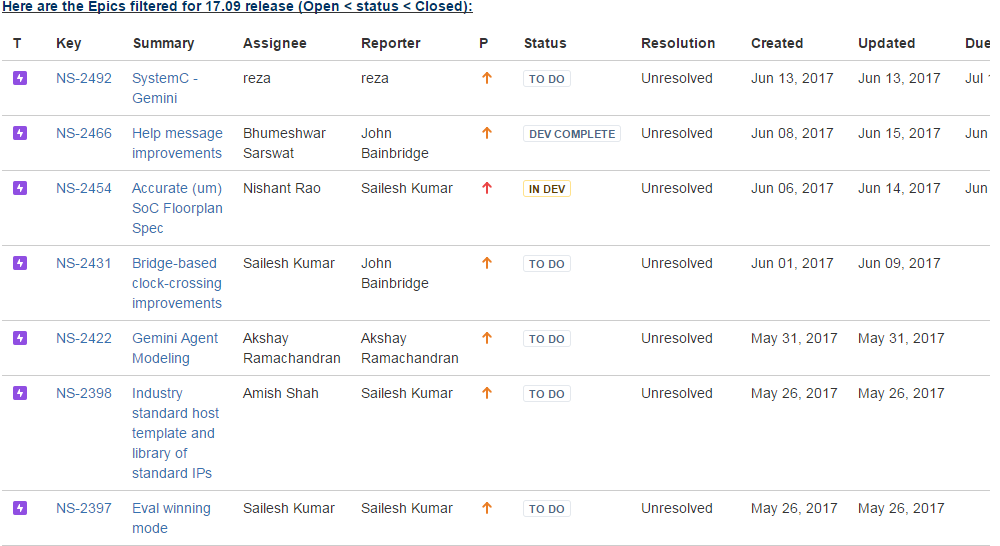 Here are the Epics filtered for 17.09 release (Open < status < Closed):
T Key Summary Assignee Reporter P Status Resolution Created Updated Due
NS-2492 SystemC - reza reza TO DO Unresolved Jun 13, 2017 Jun 13, 2017 Jul
Gemini
NS-2466 Help message Bhumeshwar John DEV COMPLETE Unresolved Jun 08, 2017 Jun 15, 2017 Jun
improvements Sarswat Bainbridge
NS-2454 Accurate (um) Nishant Rao Sailesh Kumar IN DEV Unresolved Jun 06, 2017 Jun 14, 2017 Jun
SoC Floorplan
Spec
NS-2431 Bridge-based Sailesh Kumar John TO DO Unresolved Jun 01, 2017 Jun 09, 2017
clock-crossing Bainbridge
improvements
NS-2422 Gemini Agent Akshay Akshay TO DO Unresolved May 31, 2017 May 31, 2017
Modeling Ramachandran Ramachandran
NS-2398 Industry Amish Shah Sailesh Kumar TO DO Unresolved May 26, 2017 May 26, 2017
standard host
template and
library of
standard IPs
NS-2397 Eval winning Sailesh Kumar Sailesh Kumar TO DO Unresolved May 26, 2017 May 26, 2017
mode